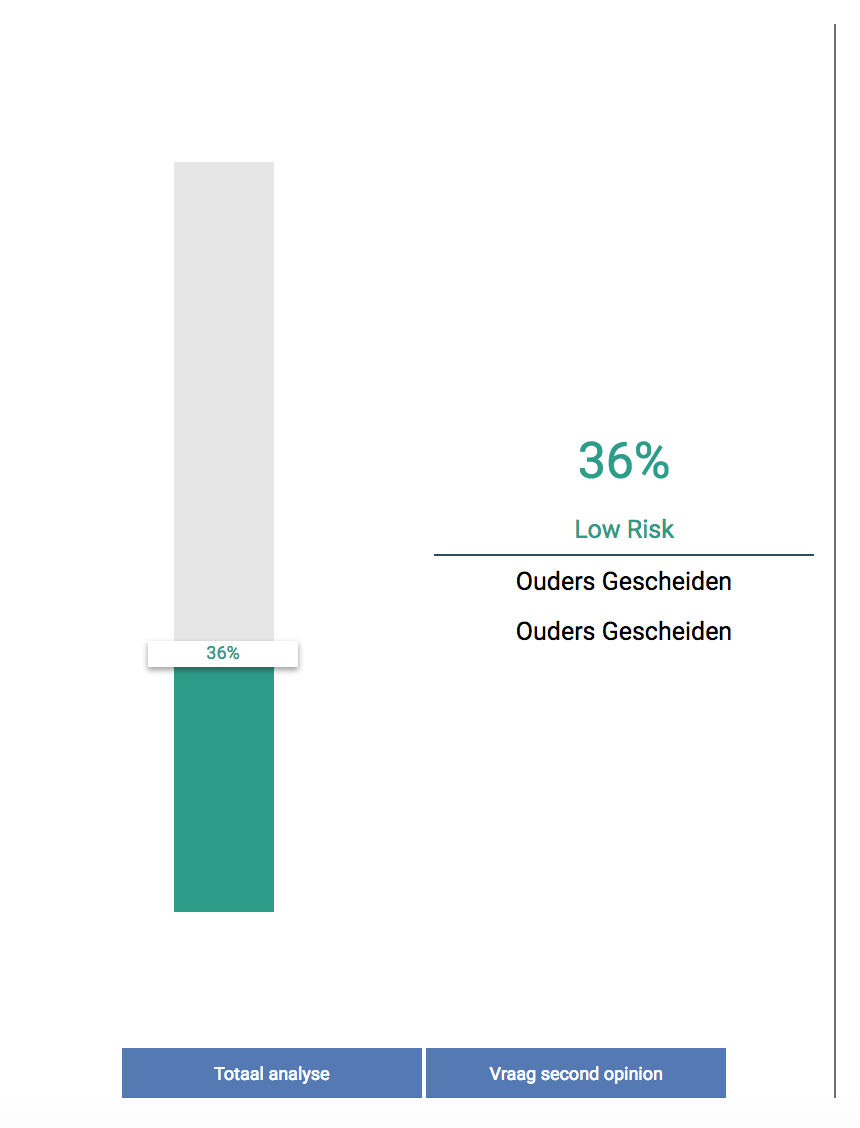 36%
Low Risk
Ouders Gescheiden
Ouders Gescheiden
36%
Totaal analyse
Vraag second opinion